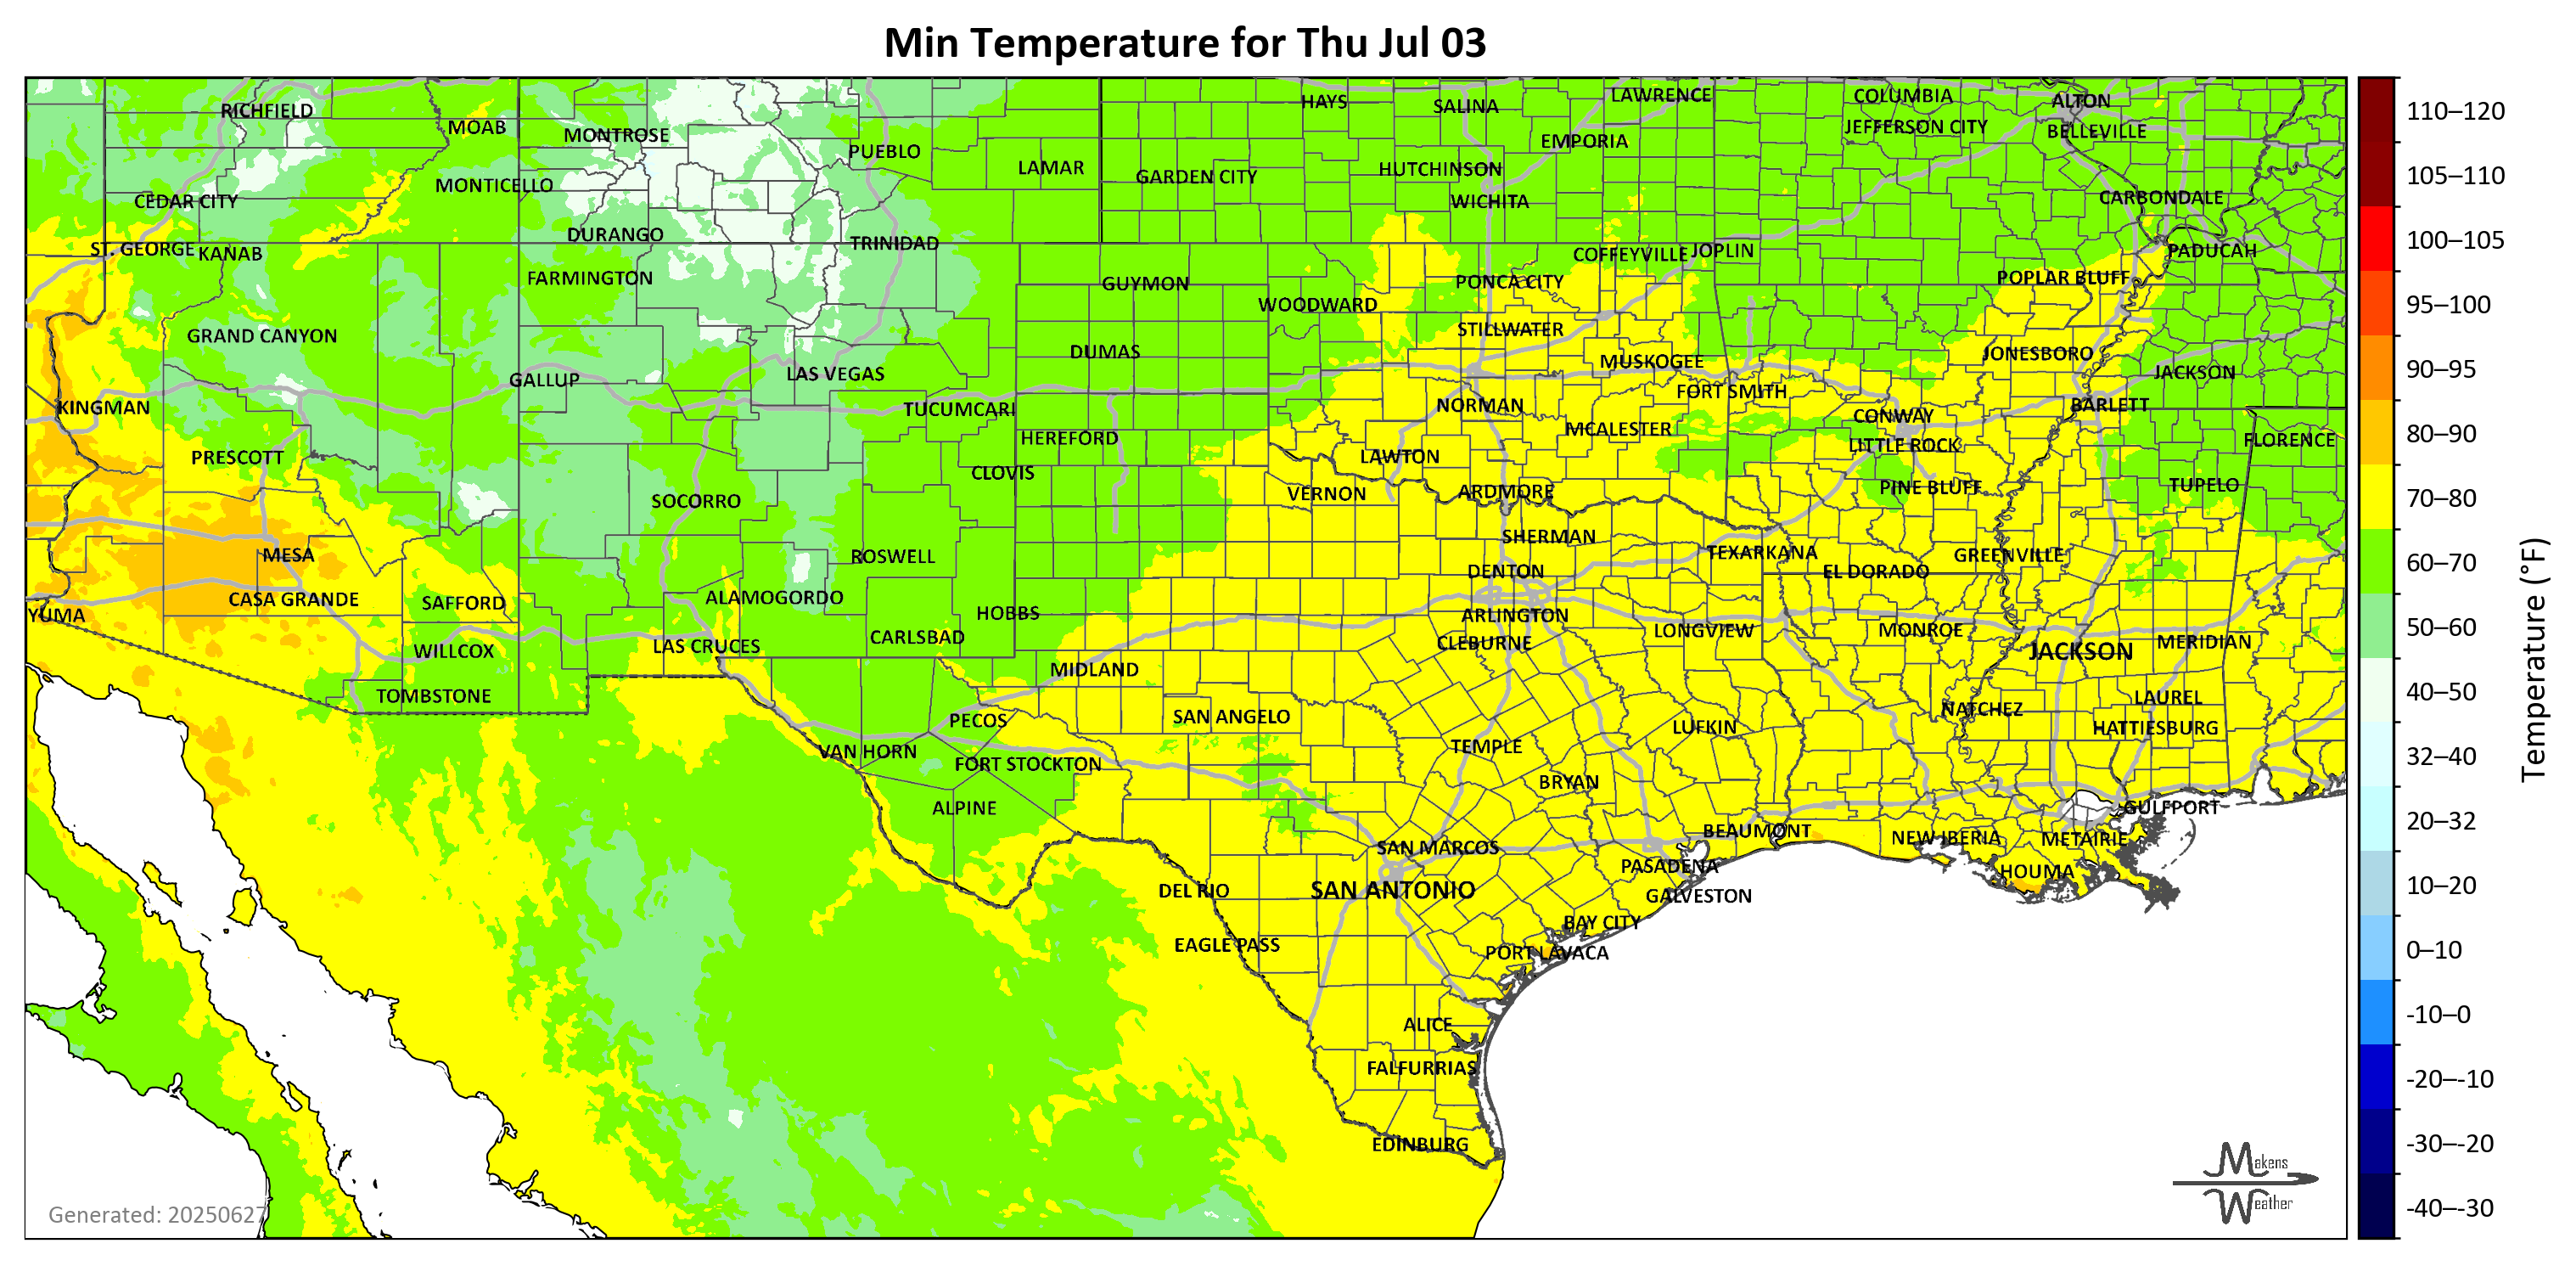 Min Temperature for Thu Jul 03
HAYS
SALINA
LAWRENCE
COLUMBIA
ALTON
RICHFIELD
MOAB
MONTROSE
PUEBLO
LAMAR
GARDEN CITY
HUTCHINSON
EMPORIA
JEFFERSON CITY
BELLEVILLE
CEDAR CITY
MONTICELLO
WICHITA
CARBONDALE
ST. GEORGE
KANAB
DURANGO
TRINIDAD
COFFEYVILLE
JOPLIN
PADUCAH
FARMINGTON
GUYMON
WOODWARD
PONCA CITY
POPLAR BLUFF
GRAND CANYON
DUMAS
STILLWATER
MUSKOGEE
JONESBORO
JACKSON
KINGMAN
GALLUP
LAS VEGAS
TUCUMCARI
NORMAN
FORT SMITH
CONWAY
BARLETT
PRESCOTT
HEREFORD
CLOVIS
LAWTON
MCALESTER
LITTLE ROCK
FLORENCE
SOCORRO
VERNON
ARDMORE
PINE BLUFF
TUPELO
MESA
ROSWELL
SHERMAN
TEXARKANA
GREENVILLE
DENTON
EL DORADO
YUMA
CASA GRANDE
SAFFORD
ALAMOGORDO
HOBBS
ARLINGTON
WILLCOX
LAS CRUCES
CARLSBAD
CLEBURNE
LONGVIEW
MONROE
JACKSON
MERIDIAN
TOMBSTONE
MIDLAND
PECOS
SAN ANGELO
NATCHEZ
LAUREL
VAN HORN
FORT STOCKTON
TEMPLE
LUFKIN
HATTIESBURG
ALPINE
BRYAN
GULFPORT
SAN MARCOS
BEAUMONT
NEW IBERIA
METAIRIE
DEL RIO
SAN ANTONIO
PASADENA
HOUMA
GALVESTON
EAGLE PASS
BAY CITY
PORT LAVACA
ALICE
FALFURRIAS
EDINBURG
Generated: 20250627
Makens
Weather
110–120
105–110
100–105
95–100
90–95
80–90
70–80
60–70
50–60
40–50
32–40
20–32
10–20
0–10
-10–0
-20–-10
-30–-20
-40–-30
Temperature (°F)